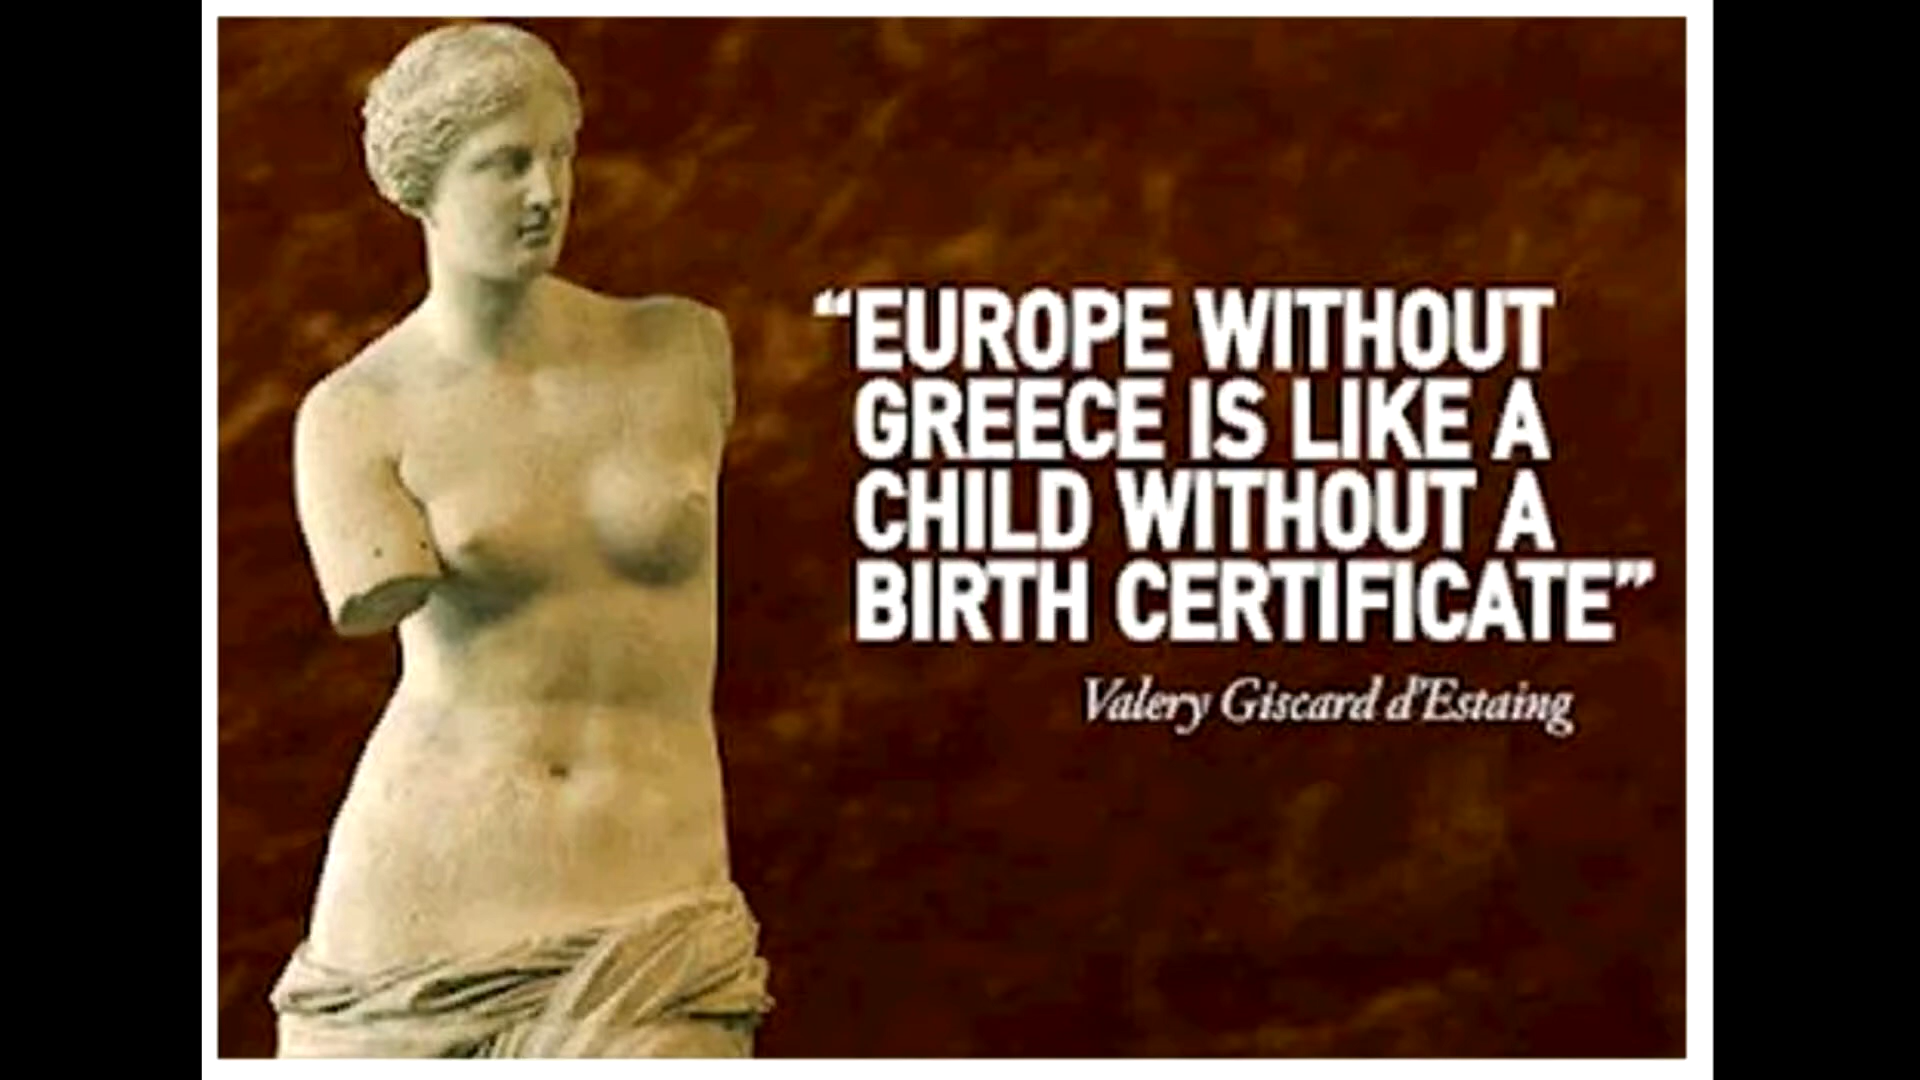 “EUROPE WITHOUT
GREECE IS LIKE A
CHILD WITHOUT A
BIRTH CERTIFICATE”
Valery Giscard d’Estaing